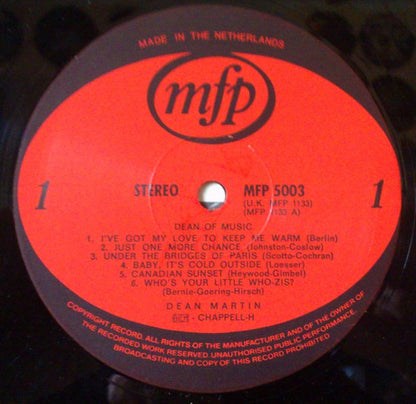 MADE IN THE NETHERLANDS
mfp
1
STEREO
MFP 5003
1
(U.K. MFP 1133)
(MFP 1133 A)
DEAN OF MUSIC
1. I'VE GOT MY LOVE TO KEEP ME WARM (Berlin)
2. JUST ONE MORE CHANCE (Johnston-Coslow)
3. UNDER THE BRIDGES OF PARIS (Scotto-Cochran)
4. BABY, IT'S COLD OUTSIDE (Loesser)
5. CANADIAN SUNSET (Heywood-Gimbel)
6. WHO'S YOUR LITTLE WHO-ZIS?
(Bernie-Goering-Hirsch)
DEAN MARTIN
- CHAPPELL-H
COPYRIGHT RECORD. ALL RIGHTS OF THE MANUFACTURER AND OF THE OWNER OF
THE RECORDED WORK RESERVED UNAUTHORISED PUBLIC PERFORMANCE.
BROADCASTING AND COPY OF THIS RECORD PROHIBITED